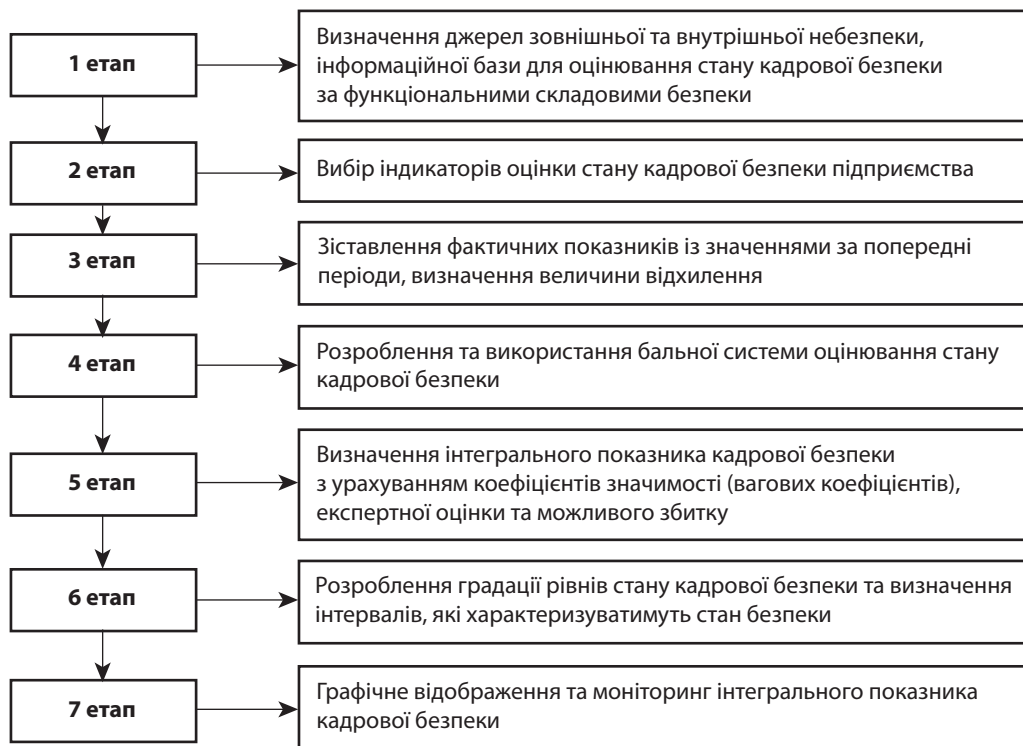 1 етап
Визначення джерел зовнішньої та внутрішньої небезпеки,
інформаційної бази для оцінювання стану кадрової безпеки
за функціональними складовими безпеки
2 етап
Вибір індикаторів оцінки стану кадрової безпеки підприємства
3 етап
Зіставлення фактичних показників із значеннями за попередні
періоди, визначення величини відхилення
4 етап
Розроблення та використання бальної системи оцінювання стану
кадрової безпеки
5 етап
Визначення інтегрального показника кадрової безпеки
з урахуванням коефіцієнтів значимості (вагових коефіцієнтів),
експертної оцінки та можливого збитку
6 етап
Розроблення градації рівнів стану кадрової безпеки та визначення
інтервалів, які характеризуватимуть стан безпеки
7 етап
Графічне відображення та моніторинг інтегрального показника
кадрової безпеки